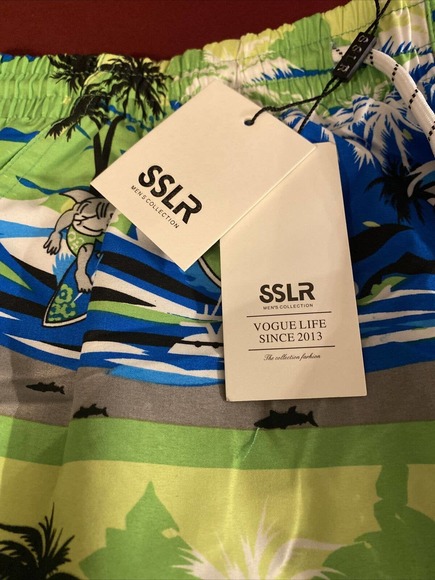 SSLR
MEN'S COLLECTION
SSLR
MEN'S COLLECTION
VOGUE LIFE
SINCE 2013
The collection fashion